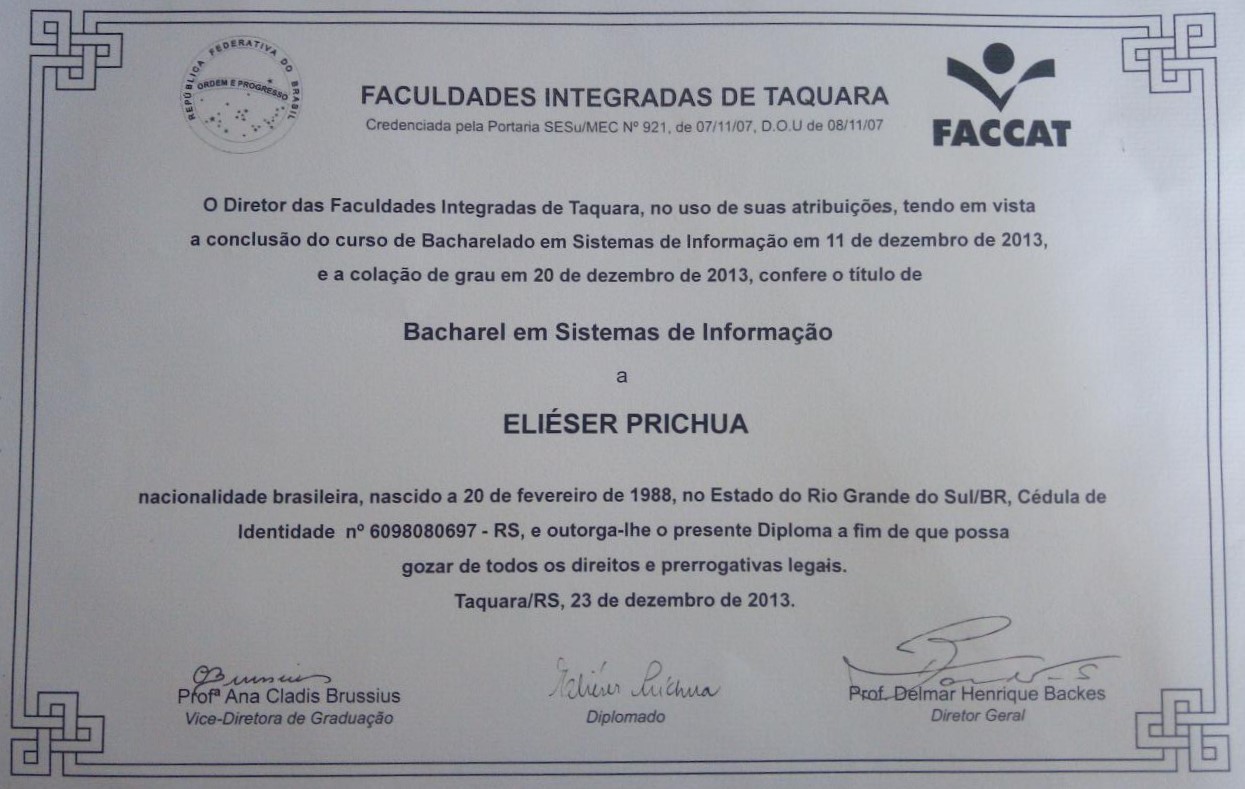 REPÚBLICA FEDERATIVA DO BRASIL
ORDEM E PROGRESSO
FACULDADES INTEGRADAS DE TAQUARA
Credenciada pela Portaria SESu/MEC Nº 921, de 07/11/07, D.O.U de 08/11/07
FACCAT
O Diretor das Faculdades Integradas de Taquara, no uso de suas atribuições, tendo em vista
a conclusão do curso de Bacharelado em Sistemas de Informação em 11 de dezembro de 2013,
e a colação de grau em 20 de dezembro de 2013, confere o título de
Bacharel em Sistemas de Informação
a
ELIÉSER PRICHUA
nacionalidade brasileira, nascido a 20 de fevereiro de 1988, no Estado do Rio Grande do Sul/BR, Cédula de
Identidade nº 6098080697 - RS, e outorga-lhe o presente Diploma a fim de que possa
gozar de todos os direitos e prerrogativas legais.
Taquara/RS, 23 de dezembro de 2013.
Brussius
Eliéser Prichua
Profª Ana Cladis Brussius
Vice-Diretora de Graduação
Diplomado
Prof. Delmar Henrique Backes
Diretor Geral